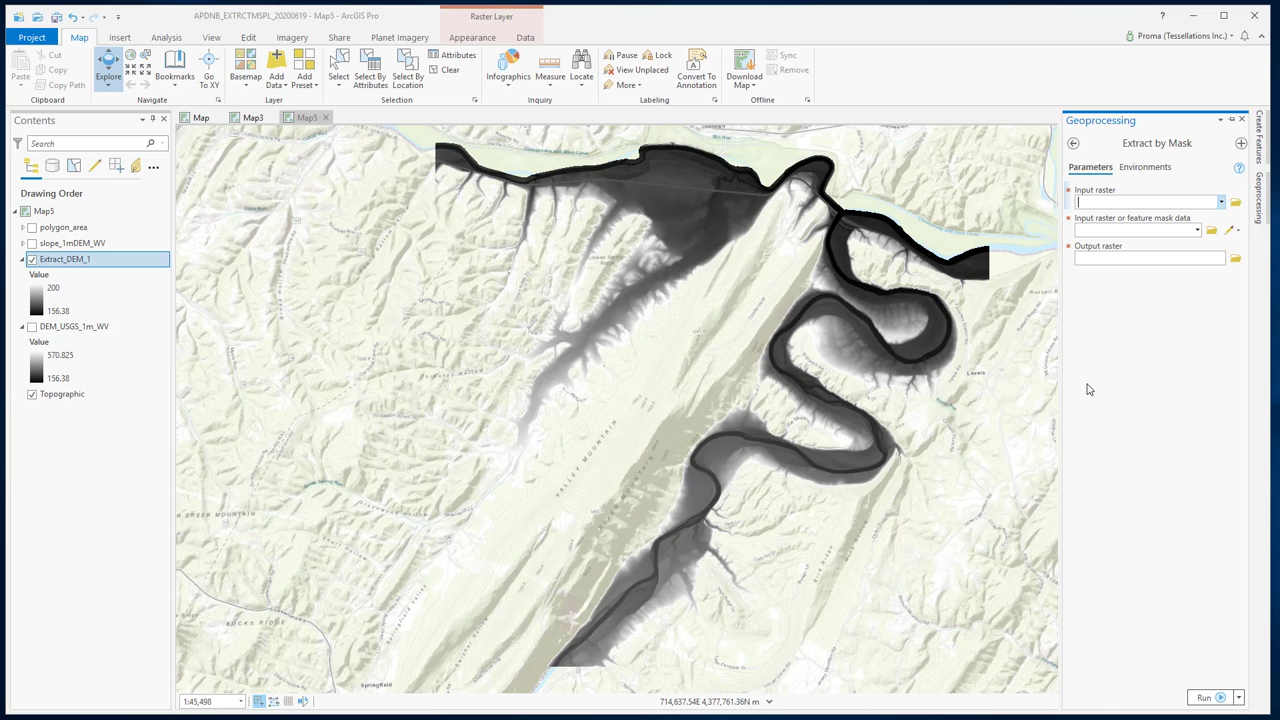 APDNB_EXTRCTMSPL_20200619 - Map5 - ArcGIS Pro
Raster Layer
?
Project Map Insert Analysis View Edit Imagery Share Planet Imagery Appearance Data
Proma (Tessellations Inc.)
Paste
Cut
Copy
Copy Path
Clipboard
Explore
Bookmarks
Go To XY
Navigate
Basemap
Add Data
Add Preset
Layer
Select
Select By Attributes
Select By Location
Attributes
Clear
Selection
Infographics
Measure
Locate
Inquiry
Pause
Lock
View Unplaced
More
Convert To Annotation
Labeling
Download Map
Sync
Remove
Offline
Contents
Search
Drawing Order
Map5
polygon_area
slope_1mDEM_WV
Extract_DEM_1
Value
200
156.38
DEM_USGS_1m_WV
Value
570.825
156.38
Topographic
Map Map3 Map5
VALLEY MOUNTAIN
Levels
Springfield
1:45,498
714,637.54E 4,377,761.36N m
Geoprocessing
Extract by Mask
Parameters Environments
?
* Input raster
* Input raster or feature mask data
* Output raster
Run
Create Features
Geoprocessing